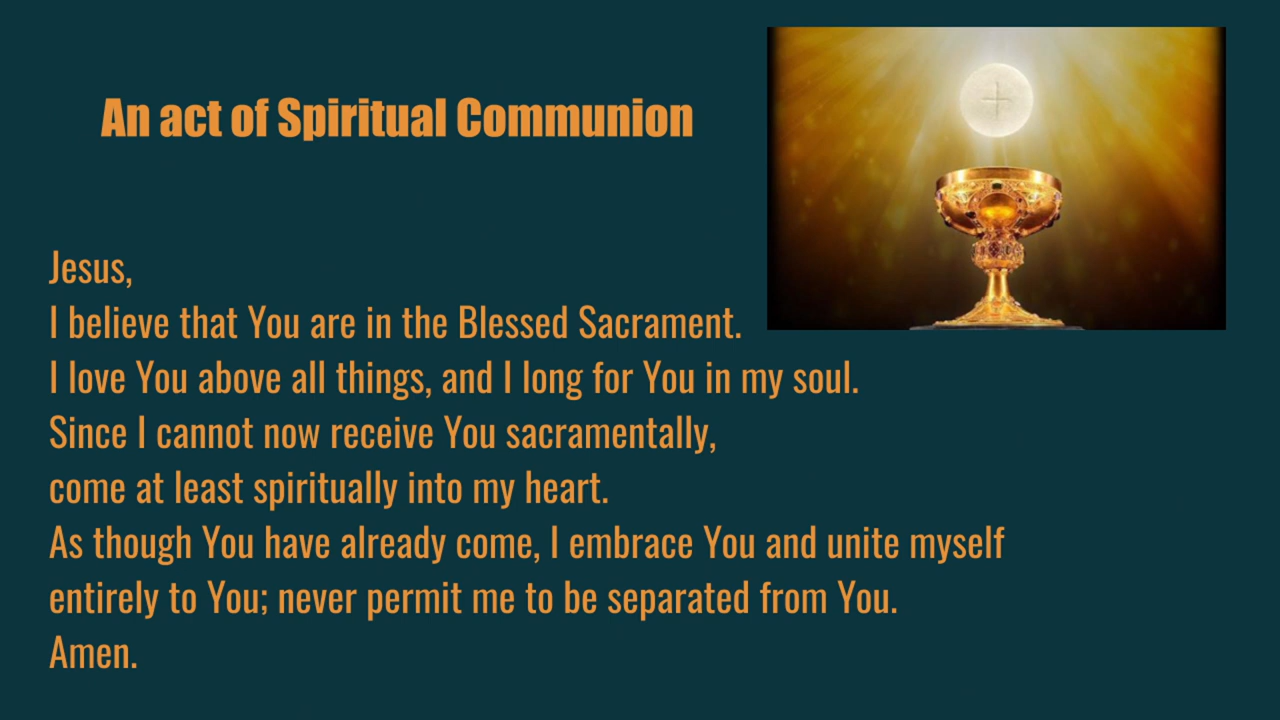 An act of Spiritual Communion
Jesus,
I believe that You are in the Blessed Sacrament.
I love You above all things, and I long for You in my soul.
Since I cannot now receive You sacramentally,
come at least spiritually into my heart.
As though You have already come, I embrace You and unite myself
entirely to You; never permit me to be separated from You.
Amen.